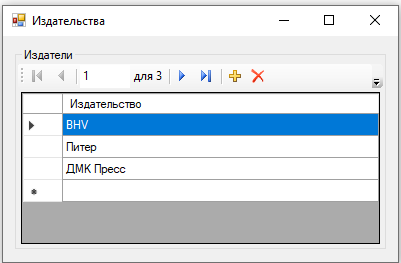 Издательства
Издатели
1 для 3
Издательство
BHV
Питер
ДМК Пресс